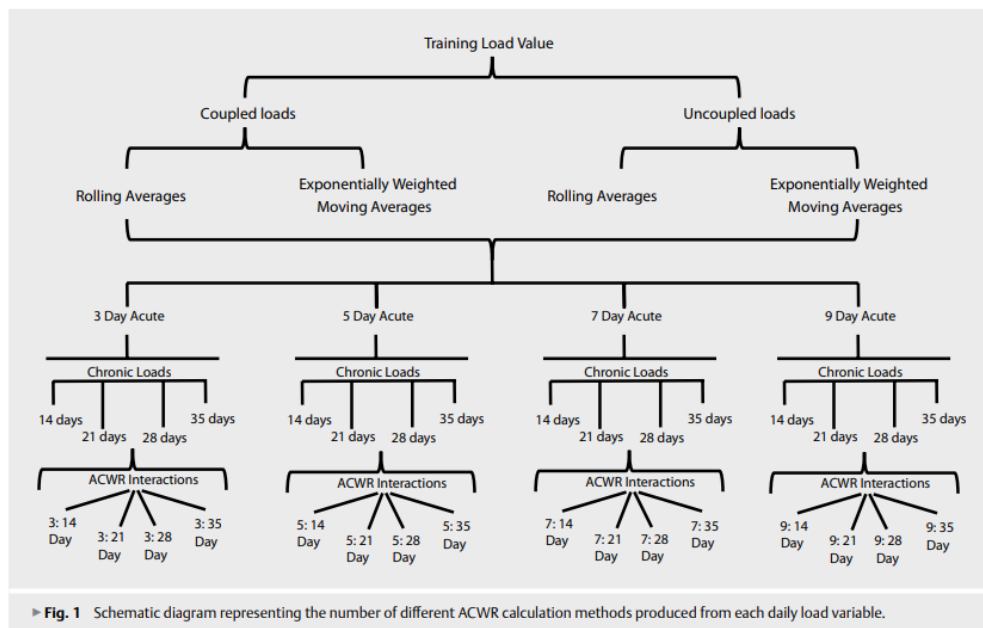 Training Load Value
Coupled loads
Uncoupled loads
Rolling Averages
Exponentially Weighted
Moving Averages
Rolling Averages
Exponentially Weighted
Moving Averages
3 Day Acute
5 Day Acute
7 Day Acute
9 Day Acute
Chronic Loads
Chronic Loads
Chronic Loads
Chronic Loads
14 days
21 days
28 days
35 days
14 days
21 days
28 days
35 days
14 days
21 days
28 days
35 days
14 days
21 days
28 days
35 days
ACWR Interactions
ACWR Interactions
ACWR Interactions
ACWR Interactions
3: 14
Day
3: 21
Day
3: 28
Day
3: 35
Day
5: 14
Day
5: 21
Day
5: 28
Day
5: 35
Day
7: 14
Day
7: 21
Day
7: 28
Day
7: 35
Day
9: 14
Day
9: 21
Day
9: 28
Day
9: 35
Day
▶ Fig. 1 Schematic diagram representing the number of different ACWR calculation methods produced from each daily load variable.